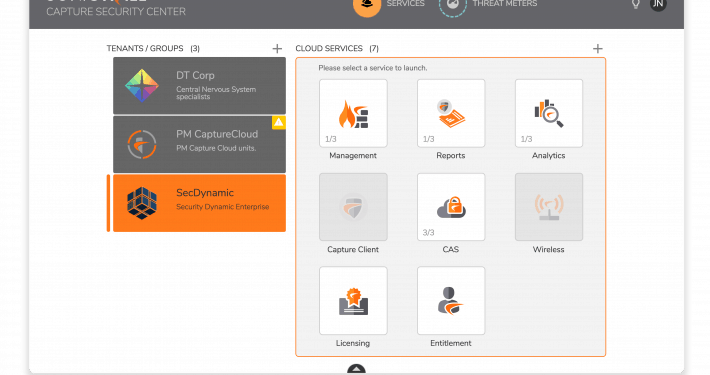 CAPTURE SECURITY CENTER
SERVICES
THREAT METERS
JN
TENANTS / GROUPS (3)
DT Corp
Central Nervous System
specialists
PM CaptureCloud
PM Capture Cloud units.
SecDynamic
Security Dynamic Enterprise
CLOUD SERVICES (7)
Please select a service to launch.
1/3
Management
1/3
Reports
1/3
Analytics
Capture Client
3/3
CAS
Wireless
Licensing
Entitlement